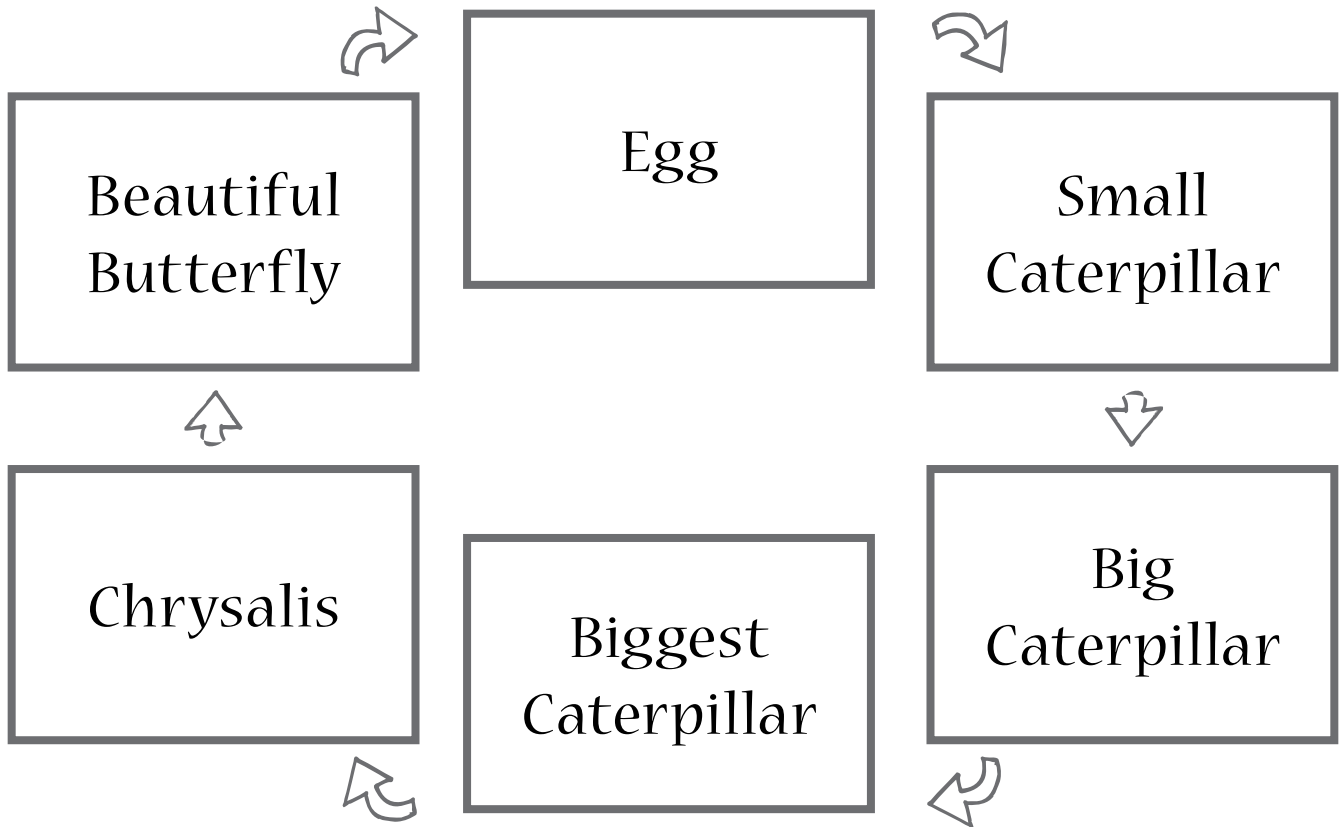 Egg
Small
Caterpillar
Big
Caterpillar
Biggest
Caterpillar
Chrysalis
Beautiful
Butterfly